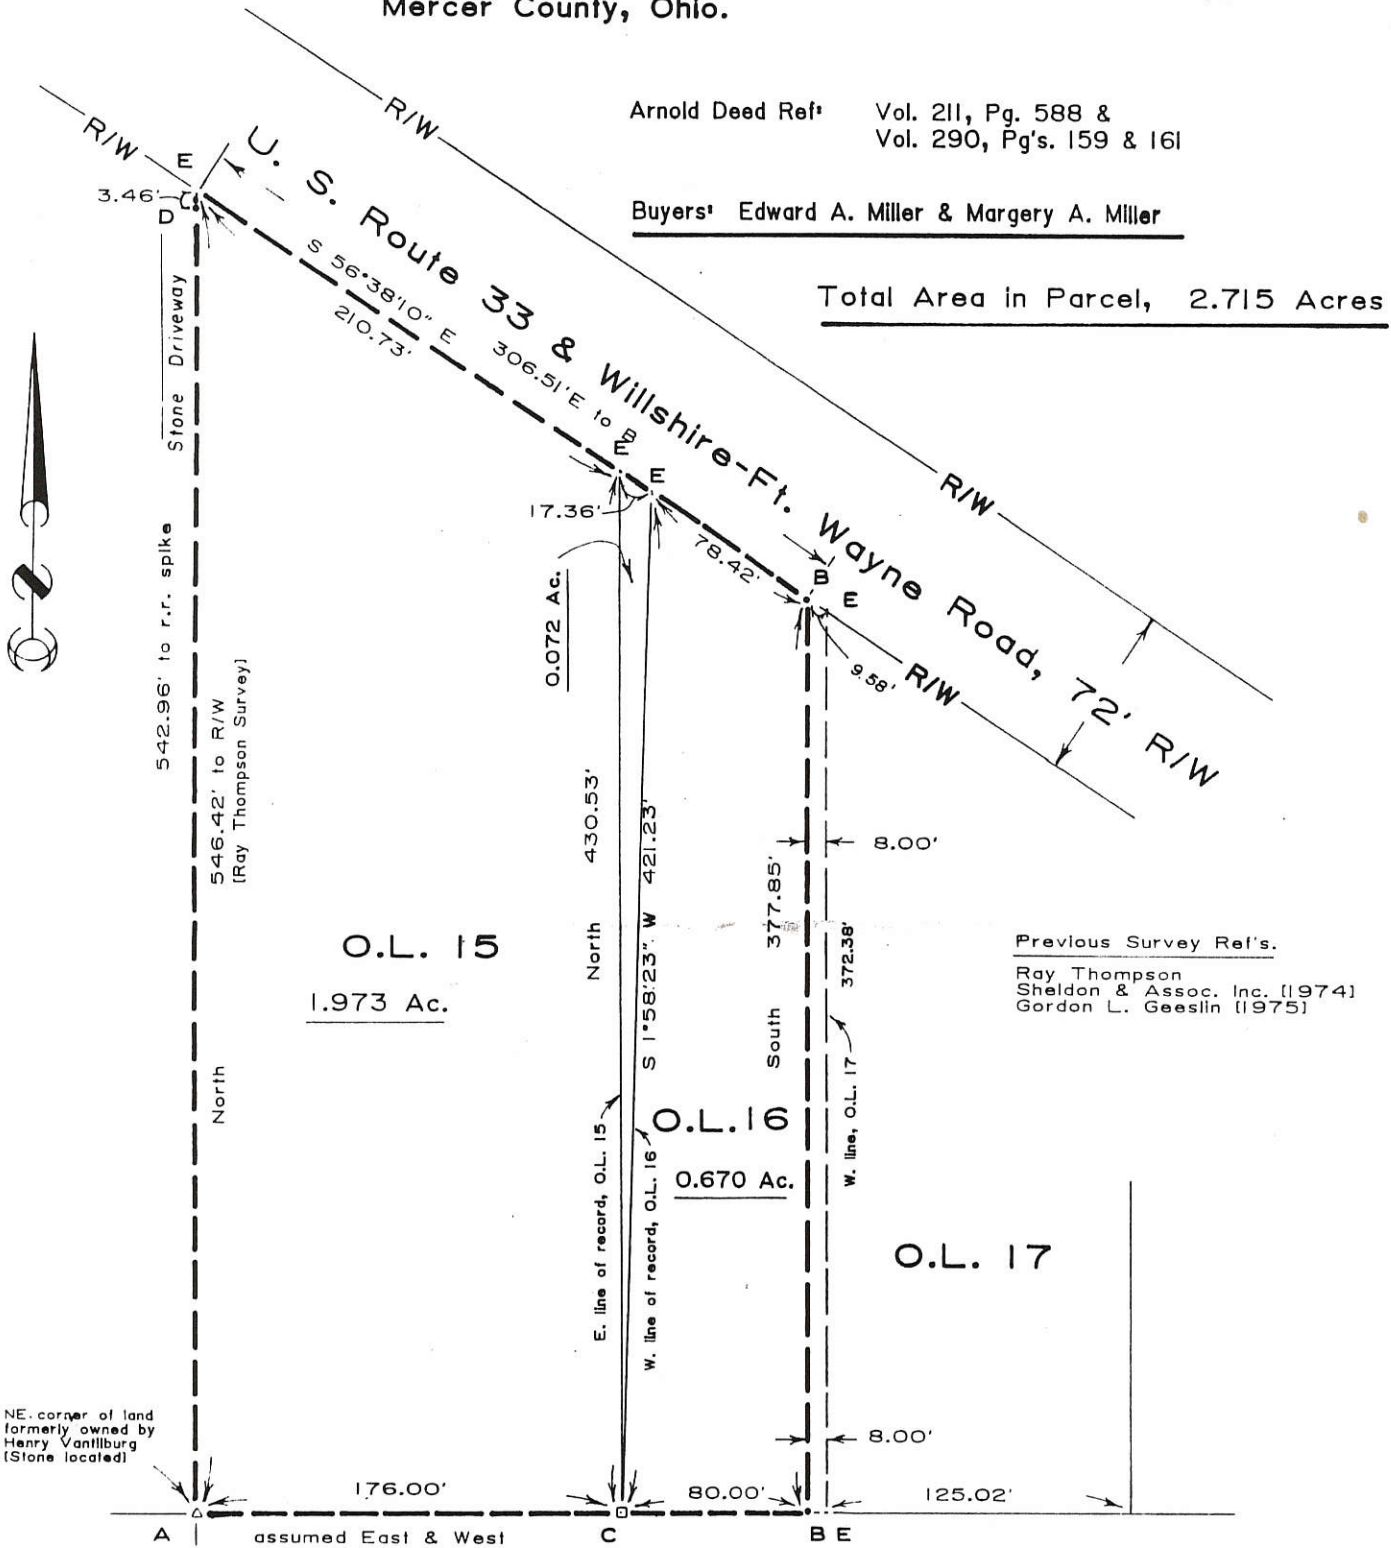 Mercer County, Ohio.
Arnold Deed Ref: Vol. 211, Pg. 588 &
Vol. 290, Pg's. 159 & 161
Buyers: Edward A. Miller & Margery A. Miller
Total Area in Parcel, 2.715 Acres
R/W
R/W
E
3.46'
D
U. S. Route 33 & Willshire-Ft. Wayne Road, 72' R/W
S 56°38'10" E 306.51' E to B
210.73'
Stone Driveway
E
E
17.36'
78.42'
R/W
B
E
9.58'
R/W
0.072 Ac.
542.96' to r.r. spike
546.42' to R/W
[Ray Thompson Survey]
North
North 430.53'
S 1°58'23" W 421.23'
South 377.85'
8.00'
372.38'
W. line, O.L. 17
O.L. 15
1.973 Ac.
Previous Survey Ref's.
Ray Thompson
Sheldon & Assoc. Inc. [1974]
Gordon L. Geeslin [1975]
E. line of record, O.L. 15
W. line of record, O.L. 16
O.L. 16
0.670 Ac.
O.L. 17
NE. corner of land
formerly owned by
Henry Vantilburg
[Stone located]
8.00'
176.00'
80.00'
125.02'
A
assumed East & West
C
B E